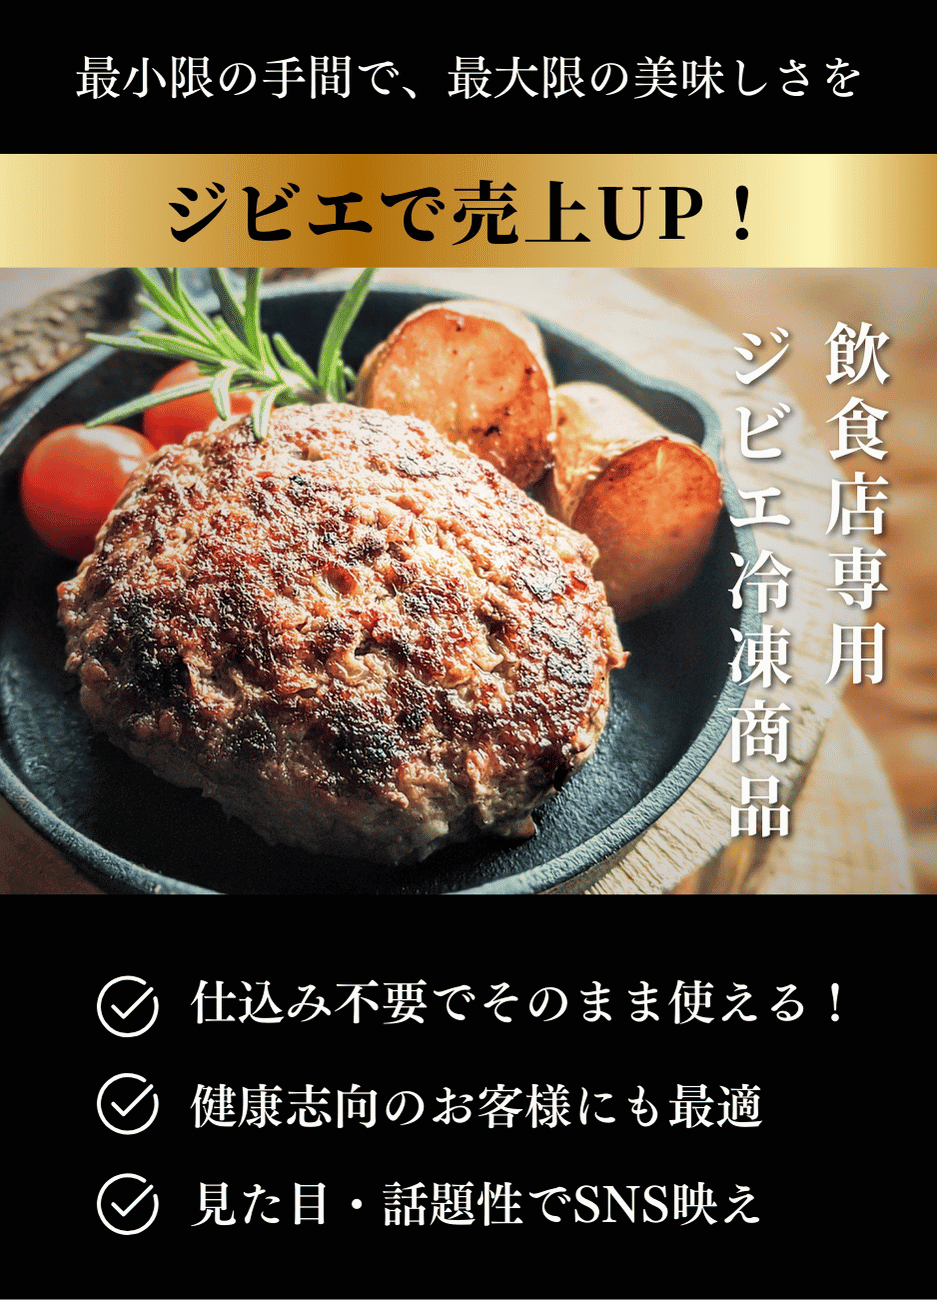 最小限の手間で、最大限の美味しさを
ジビエで売上UP！
飲食店専用
ジビエ冷凍商品
仕込み不要でそのまま使える！
健康志向のお客様にも最適
見た目・話題性でSNS映え